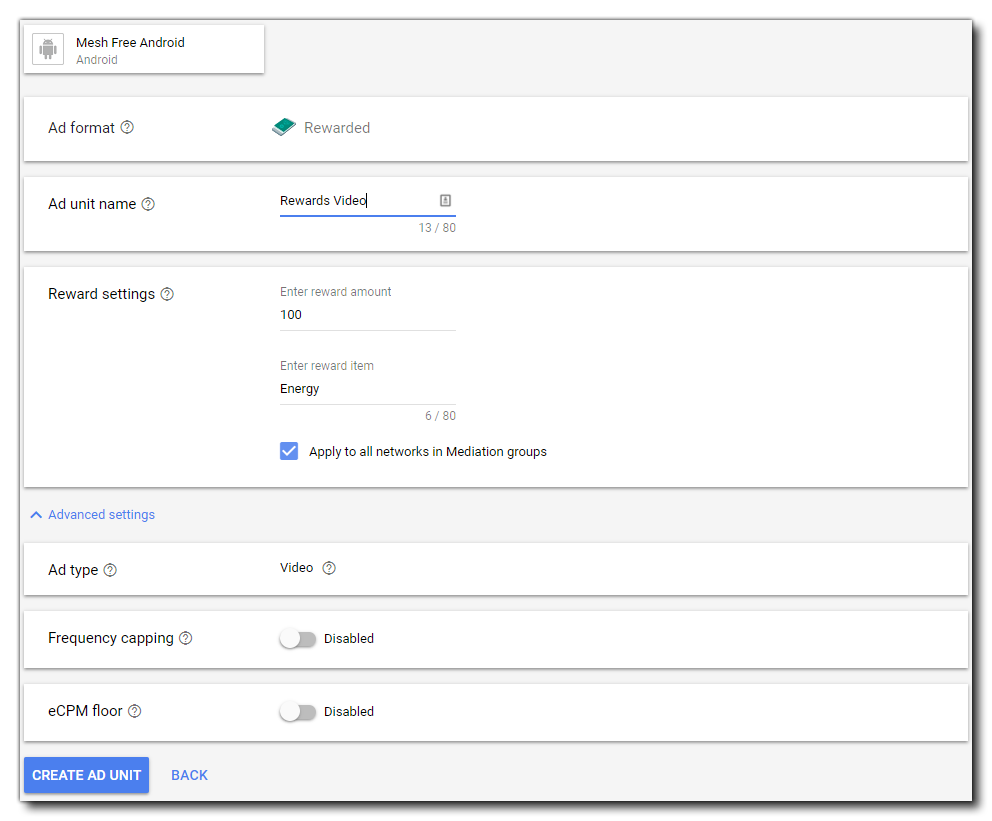 Mesh Free Android
Android
Ad format
Rewarded
Ad unit name
Rewards Video
13 / 80
Reward settings
Enter reward amount
100
Enter reward item
Energy
6 / 80
Apply to all networks in Mediation groups
Advanced settings
Ad type
Video
Frequency capping
Disabled
eCPM floor
Disabled
CREATE AD UNIT
BACK